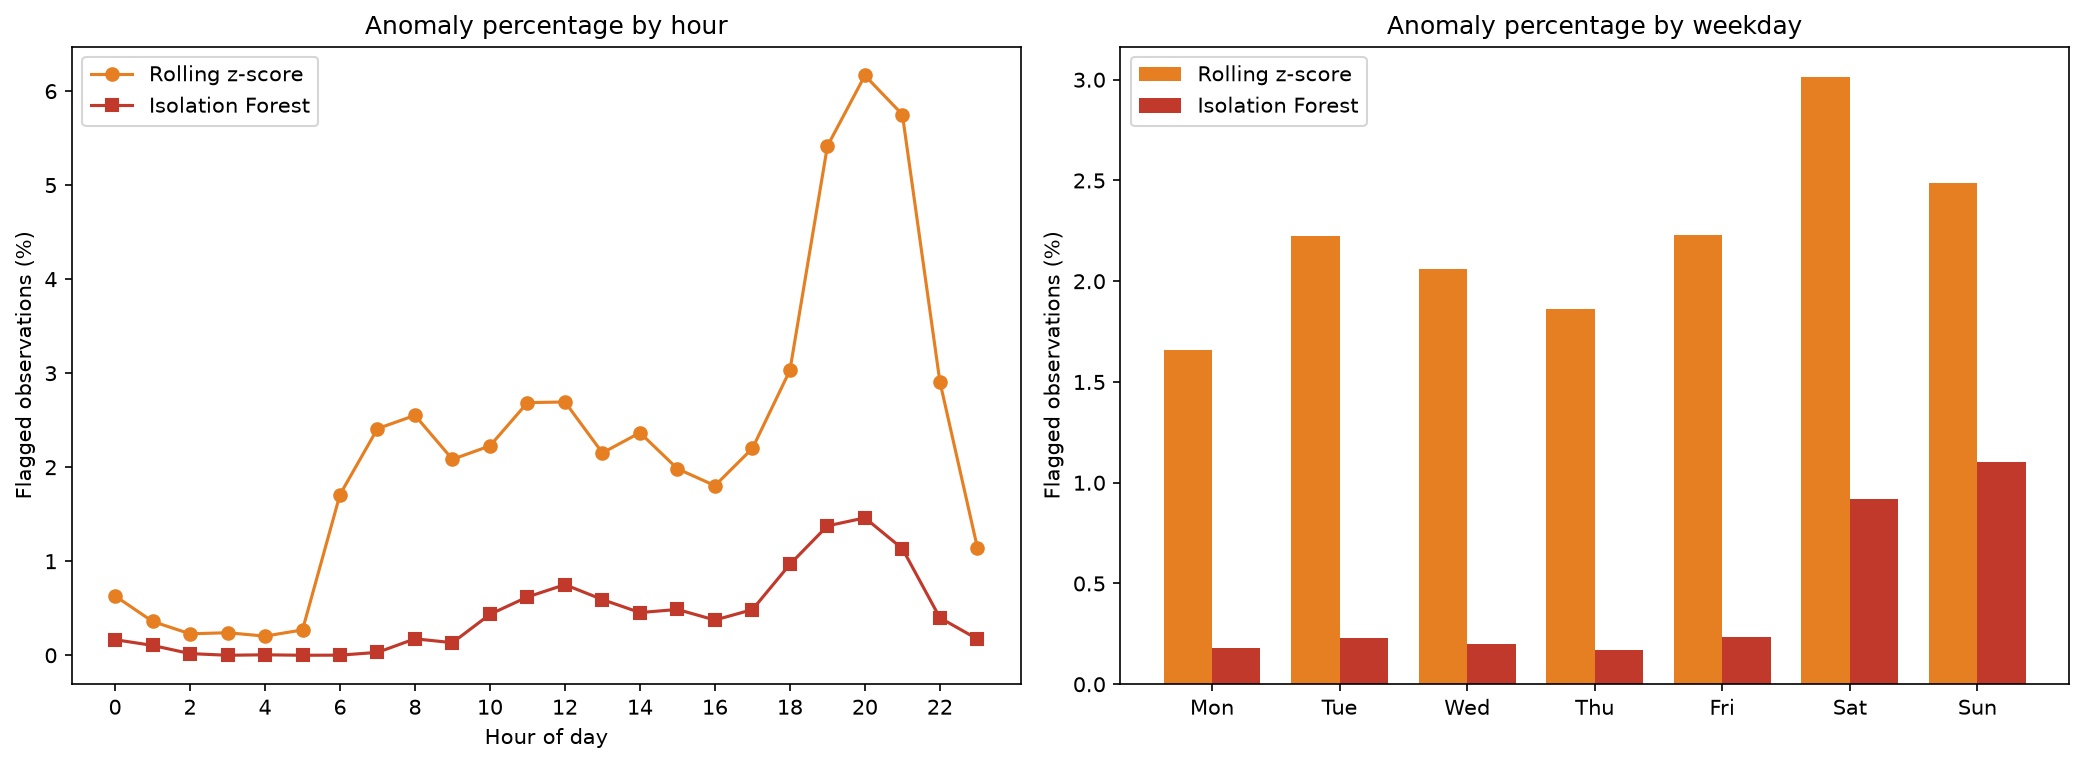 Anomaly percentage by hour
Rolling z-score
Isolation Forest
Flagged observations (%)
6
5
4
3
2
1
0
0 2 4 6 8 10 12 14 16 18 20 22
Hour of day
Anomaly percentage by weekday
Rolling z-score
Isolation Forest
Flagged observations (%)
3.0
2.5
2.0
1.5
1.0
0.5
0.0
Mon Tue Wed Thu Fri Sat Sun